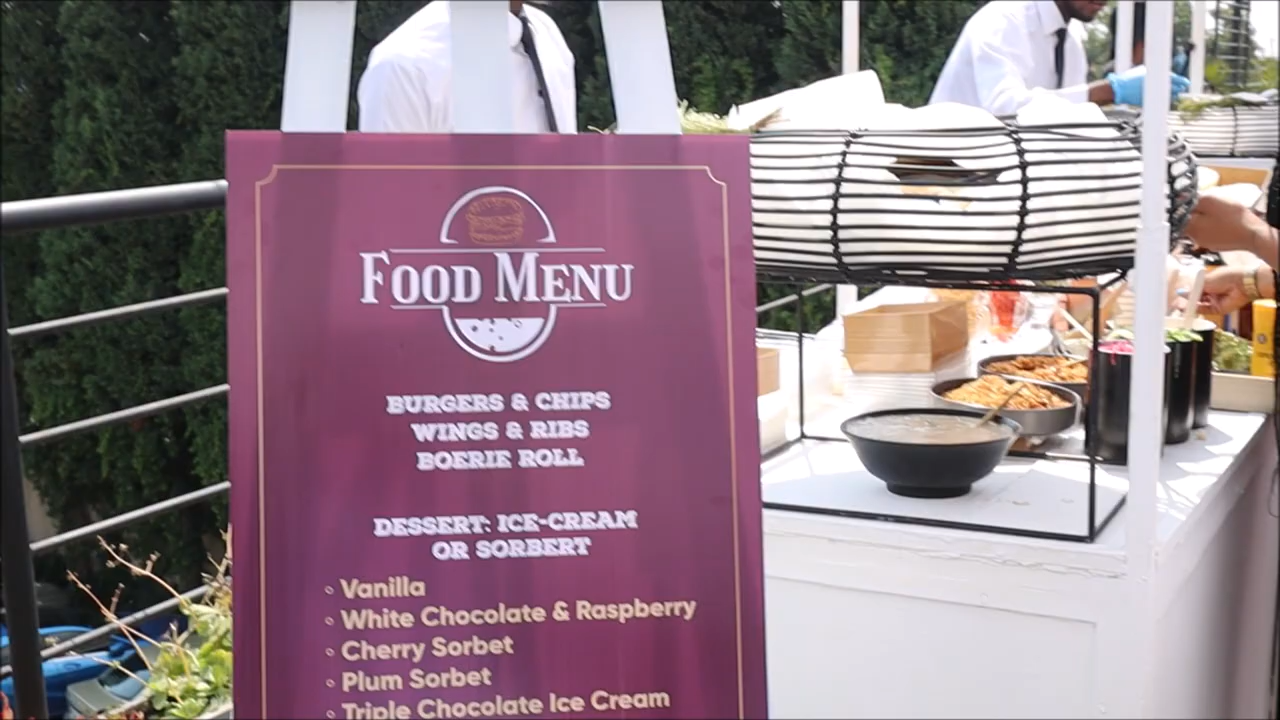 FOOD MENU
BURGERS & CHIPS
WINGS & RIBS
BOERIE ROLL
DESSERT: ICE-CREAM
OR SORBERT
◦ Vanilla
◦ White Chocolate & Raspberry
◦ Cherry Sorbet
◦ Plum Sorbet
◦ Triple Chocolate Ice Cream